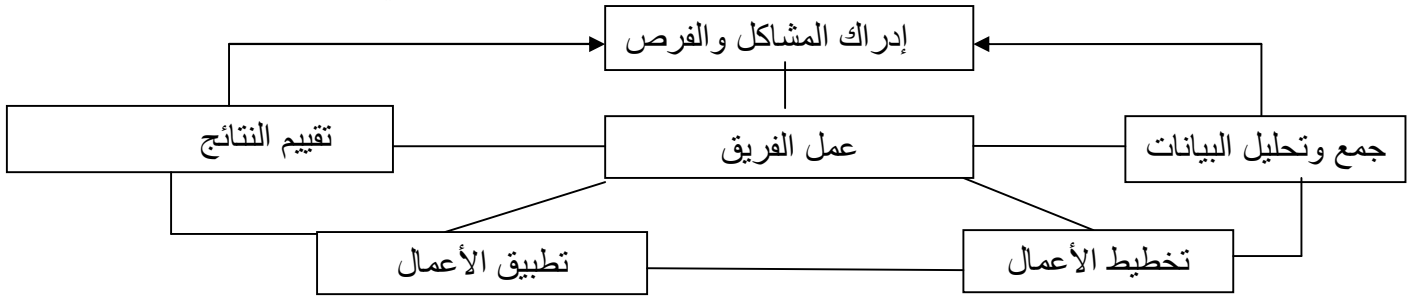 إدراك المشاكل والفرص
تقييم النتائج
عمل الفريق
جمع وتحليل البيانات
تطبيق الأعمال
تخطيط الأعمال